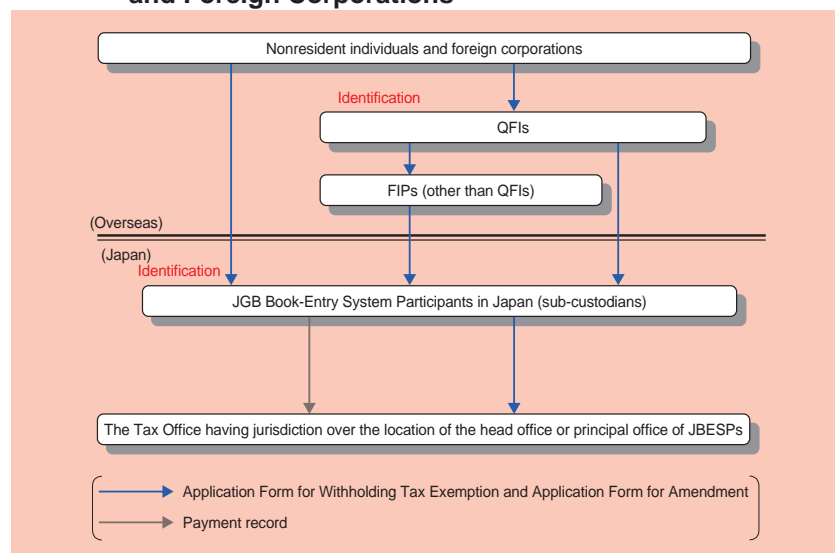 and Foreign Corporations
Nonresident individuals and foreign corporations
Identification
QFIs
FIPs (other than QFIs)
(Overseas)
(Japan)
Identification
JGB Book-Entry System Participants in Japan (sub-custodians)
The Tax Office having jurisdiction over the location of the head office or principal office of JBESPs
Application Form for Withholding Tax Exemption and Application Form for Amendment
Payment record